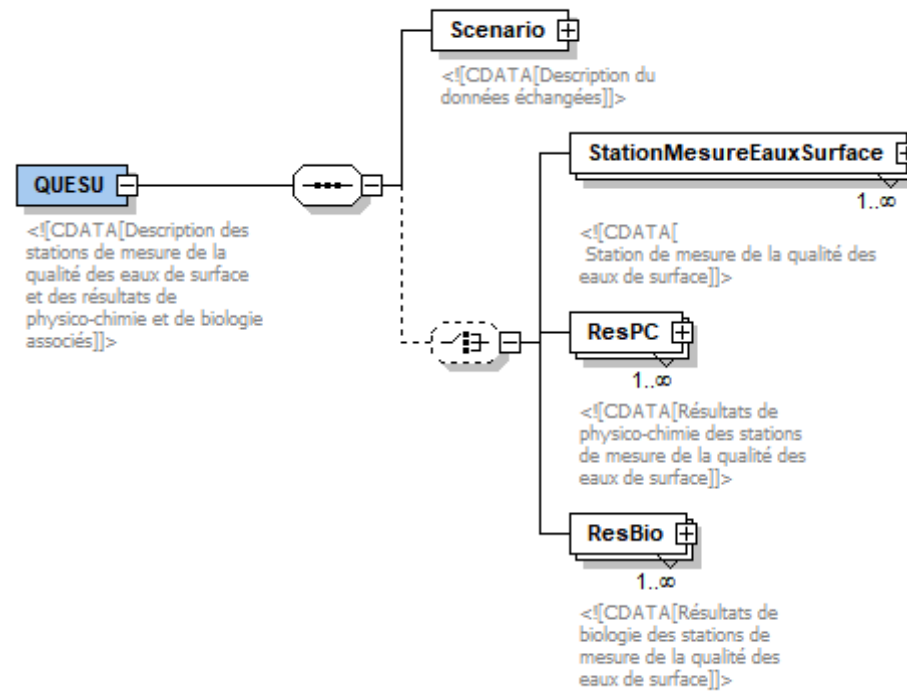 Scenario
<![CDATA[Description du
données échangées]]>
QUESU
<![CDATA[Description des
stations de mesure de la
qualité des eaux de surface
et des résultats de
physico-chimie et de biologie
associés]]>
StationMesureEauxSurface
1..∞
<![CDATA[
Station de mesure de la qualité des
eaux de surface]]>
ResPC
1..∞
<![CDATA[Résultats de
physico-chimie des stations
de mesure de la qualité des
eaux de surface]]>
ResBio
1..∞
<![CDATA[Résultats de
biologie des stations de
mesure de la qualité des
eaux de surface]]>